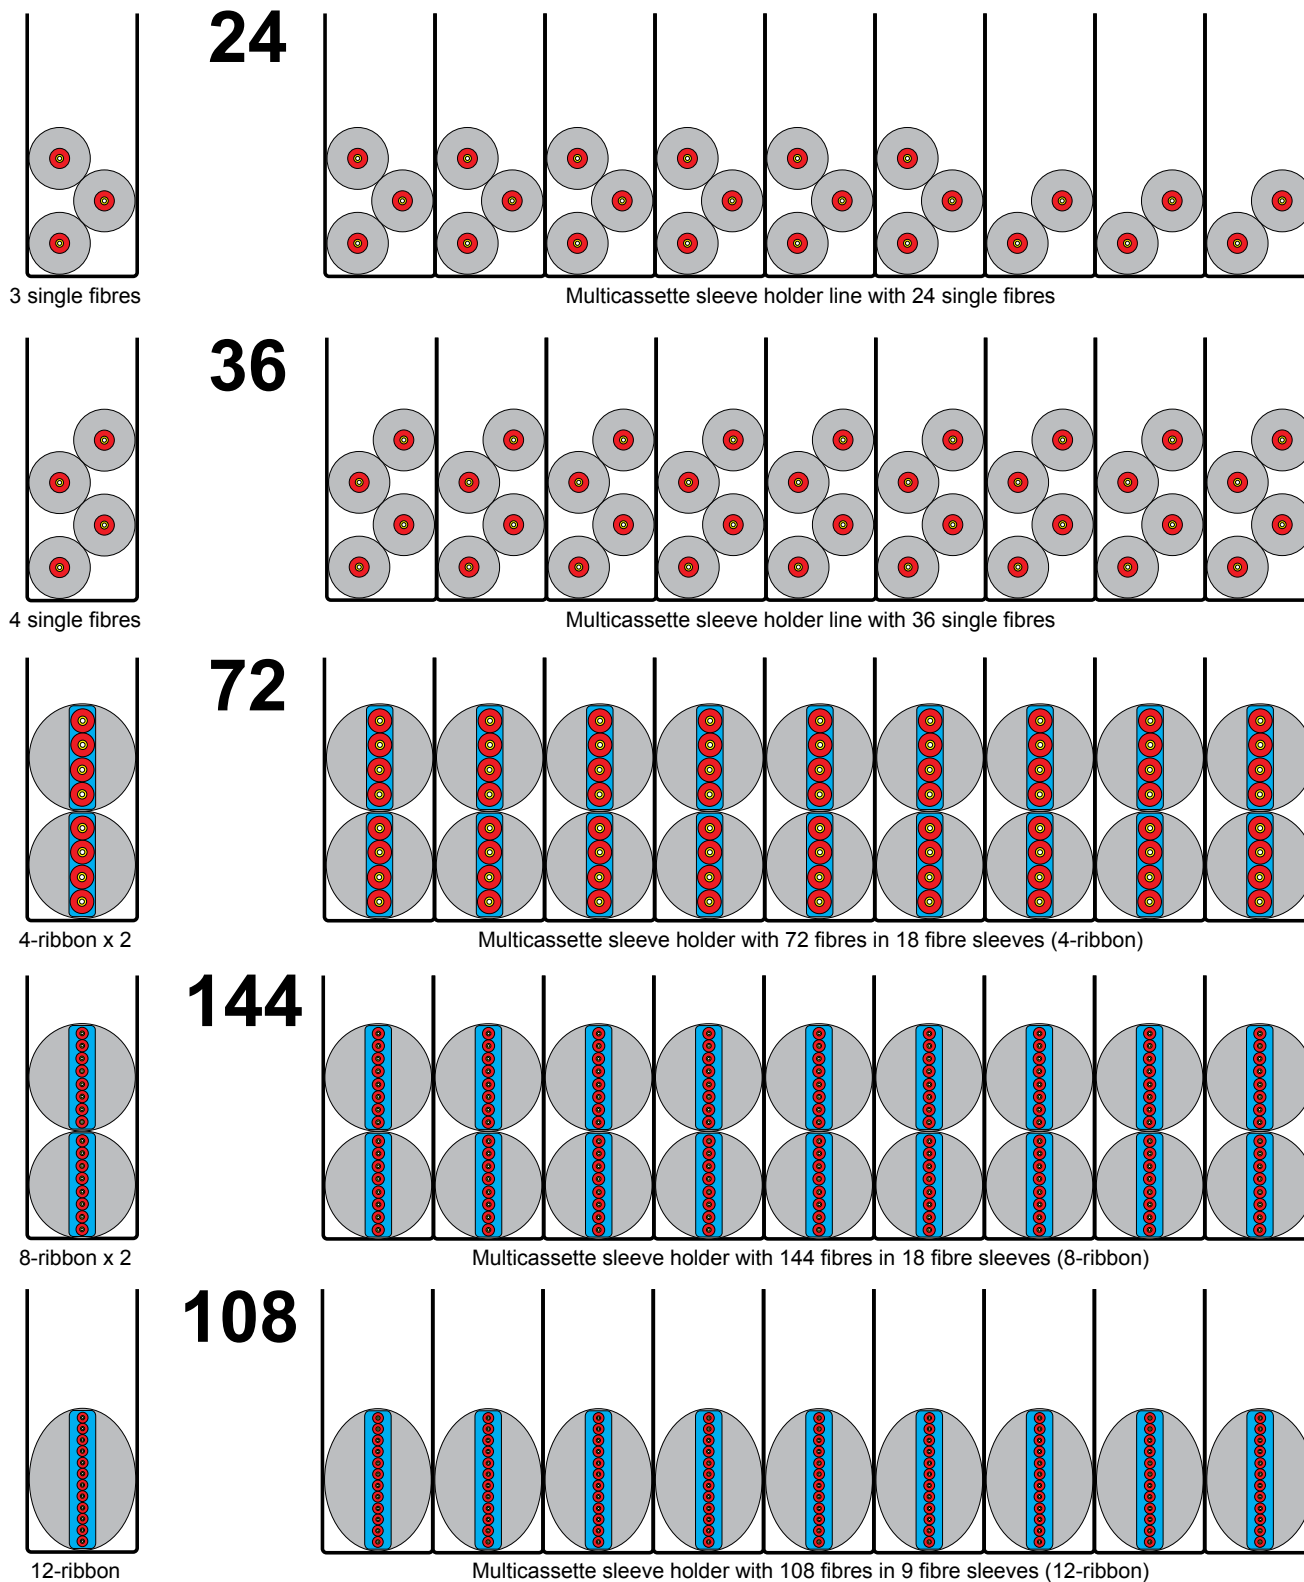 24
3 single fibres
Multicassette sleeve holder line with 24 single fibres
36
4 single fibres
Multicassette sleeve holder line with 36 single fibres
72
4-ribbon x 2
Multicassette sleeve holder with 72 fibres in 18 fibre sleeves (4-ribbon)
144
8-ribbon x 2
Multicassette sleeve holder with 144 fibres in 18 fibre sleeves (8-ribbon)
108
12-ribbon
Multicassette sleeve holder with 108 fibres in 9 fibre sleeves (12-ribbon)